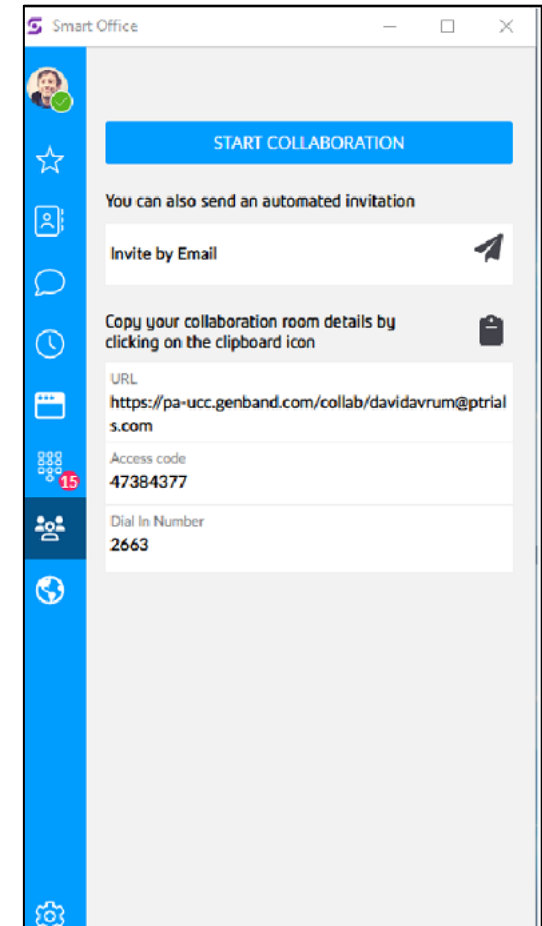 Smart Office
START COLLABORATION
You can also send an automated invitation
Invite by Email
Copy your collaboration room details by
clicking on the clipboard icon
URL
https://pa-ucc.genband.com/collab/davidavrum@ptrial
s.com
Access code
47384377
15
Dial In Number
2663